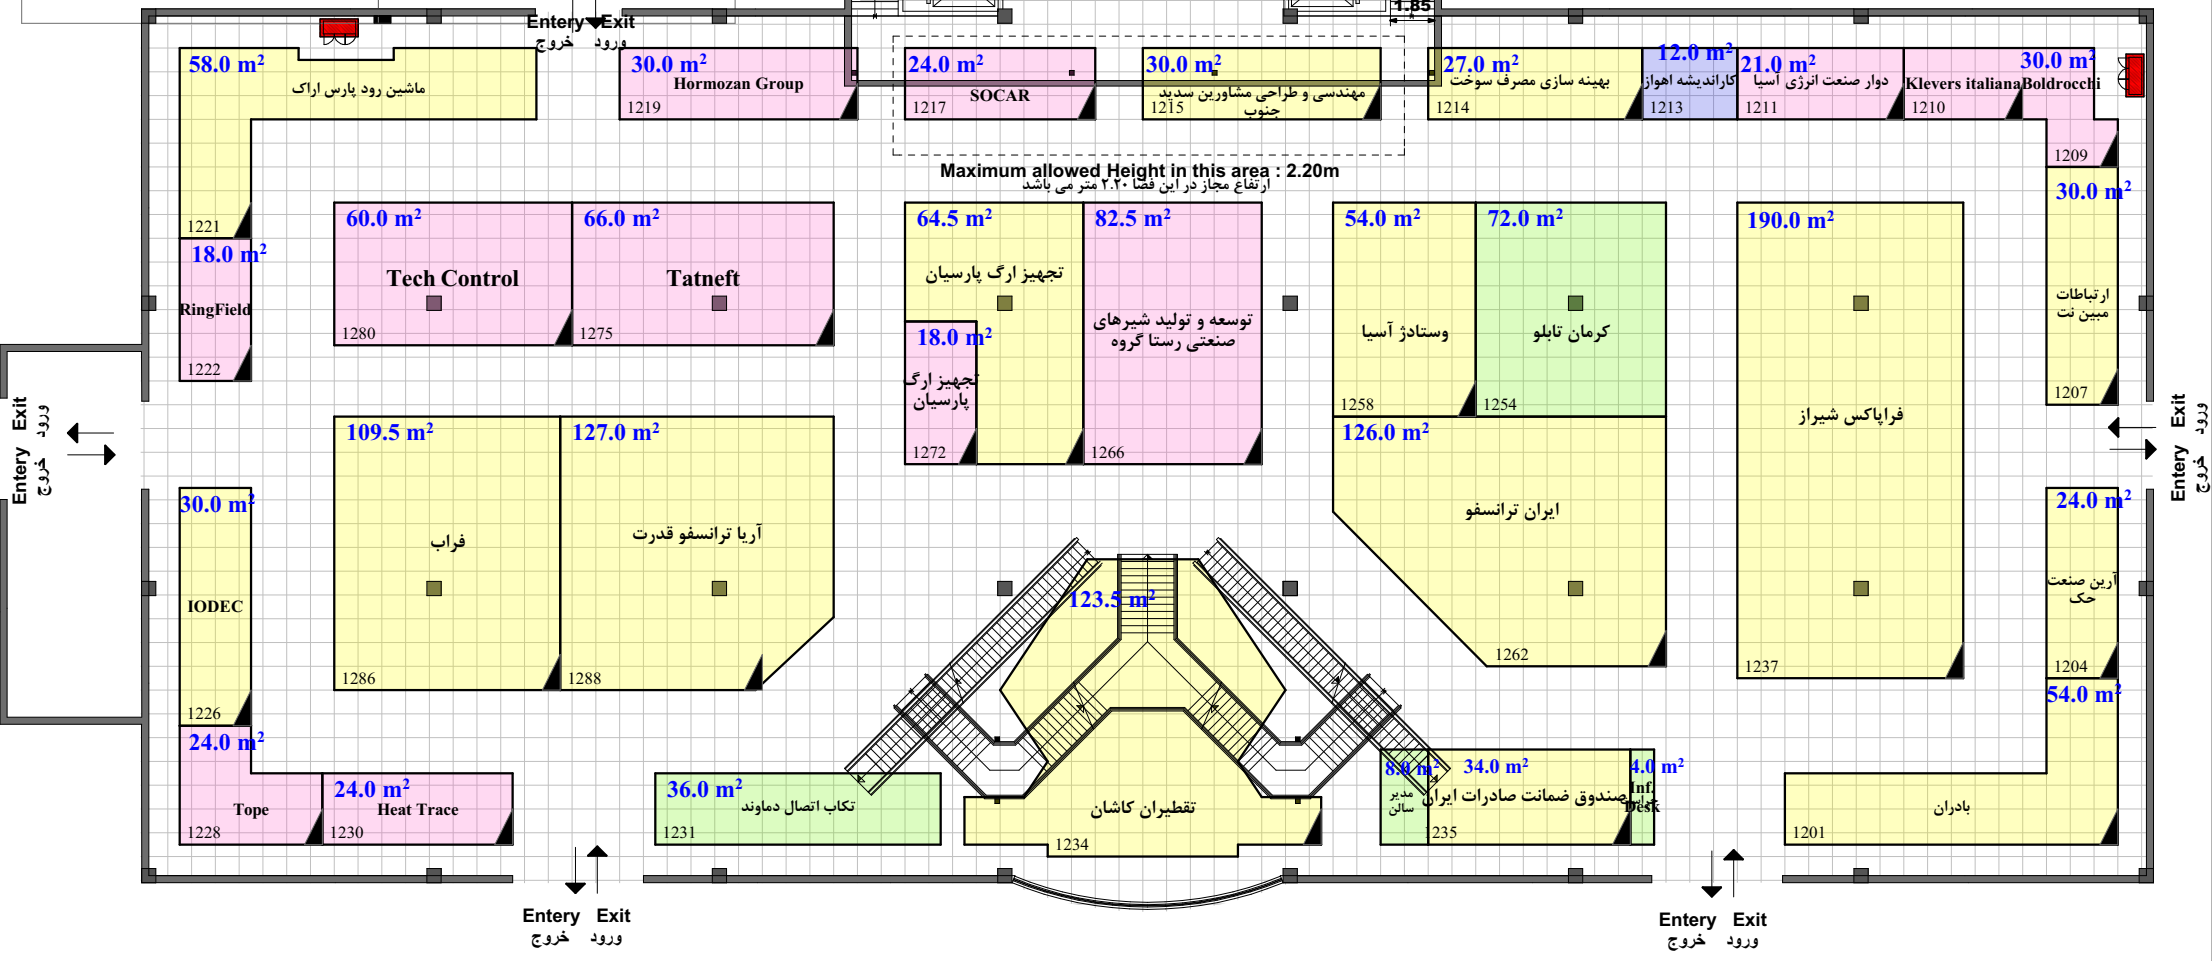 Entery Exit
خروج ورود
1.85
58.0 m²
ماشین رود پارس اراک
1221
30.0 m²
Hormozan Group
1219
24.0 m²
SOCAR
1217
30.0 m²
مهندسی و طراحی مشاورین سدید
جنوب
1215
27.0 m²
بهینه سازی مصرف سوخت
1214
12.0 m²
کاراندیشه اهواز
1213
21.0 m²
دوار صنعت انرژی آسیا
1211
Klevers italiana
1210
30.0 m²
Boldrocchi
1209
Maximum allowed Height in this area : 2.20m
ارتفاع مجاز در این فضا ۲.۲۰ متر می باشد
18.0 m²
RingField
1222
60.0 m²
Tech Control
1280
66.0 m²
Tatneft
1275
64.5 m²
تجهیز ارگ پارسیان
18.0 m²
تجهیز ارگ
پارسیان
1272
82.5 m²
توسعه و تولید شیرهای
صنعتی رستا گروه
1266
54.0 m²
وستادژ آسیا
1258
72.0 m²
کرمان تابلو
1254
190.0 m²
فراپاکس شیراز
1237
30.0 m²
ارتباطات
مبین نت
1207
Entery Exit
خروج ورود
Entery Exit
خروج ورود
109.5 m²
فراب
1286
127.0 m²
آریا ترانسفو قدرت
1288
126.0 m²
ایران ترانسفو
1262
30.0 m²
IODEC
1226
24.0 m²
آرین صنعت
حک
1204
123.5 m²
تقطیران کاشان
1234
24.0 m²
Tope
1228
24.0 m²
Heat Trace
1230
36.0 m²
تکاب اتصال دماوند
1231
8.0 m²
مدیر
سالن
34.0 m²
صندوق ضمانت صادرات ایران
1235
4.0 m²
Inf.
Desk
54.0 m²
بادران
1201
Entery Exit
خروج ورود
Entery Exit
خروج ورود